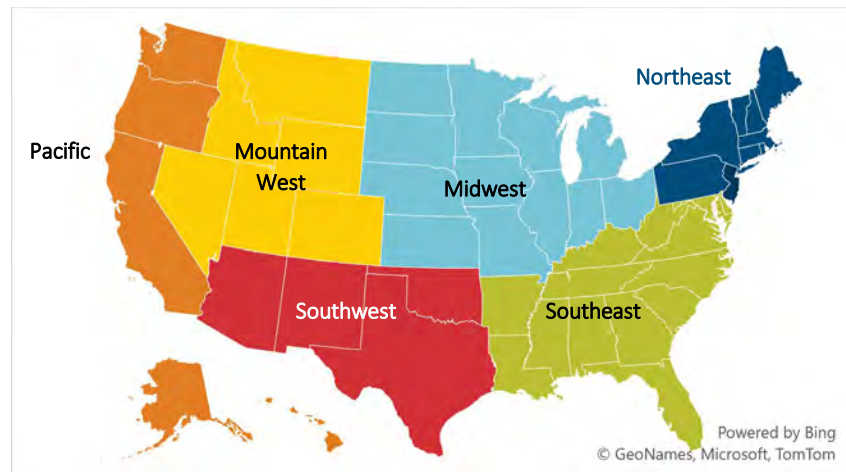 Northeast
Pacific
Mountain
West
Midwest
Southwest
Southeast
Powered by Bing
© GeoNames, Microsoft, TomTom